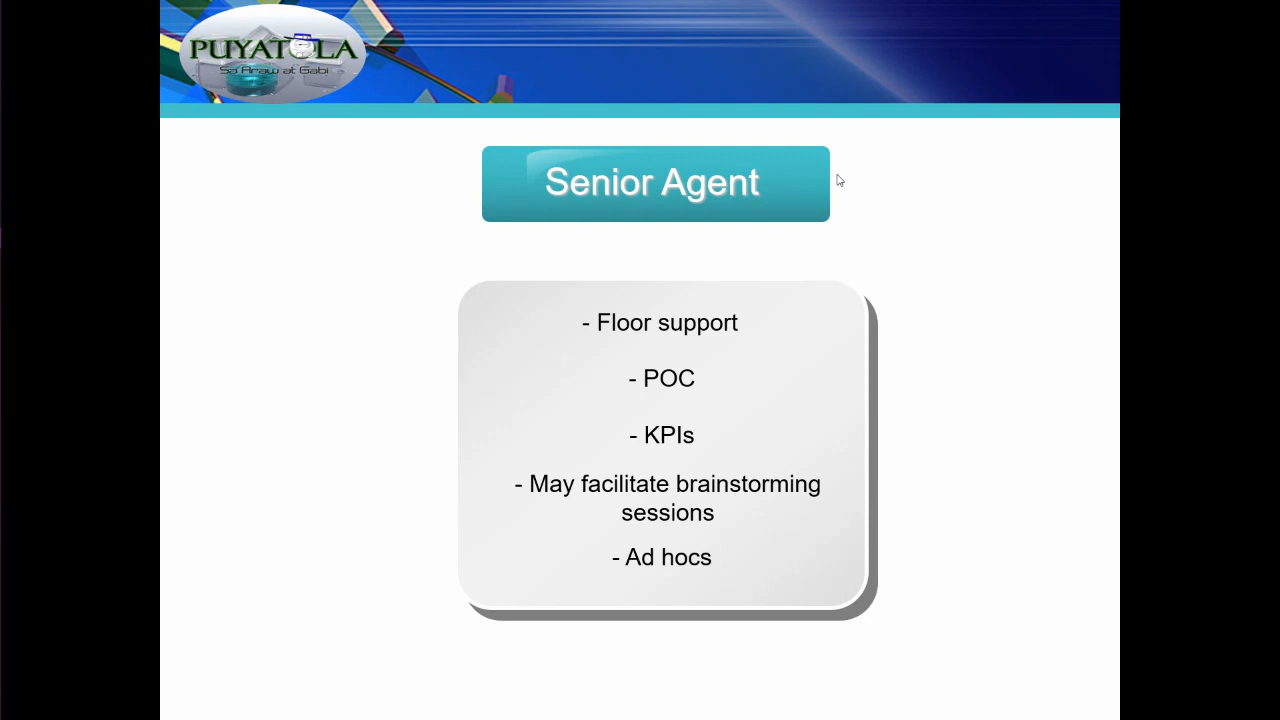 PUYATOLA
Sa Araw at Gabi
Senior Agent
- Floor support
- POC
- KPIs
- May facilitate brainstorming
sessions
- Ad hocs